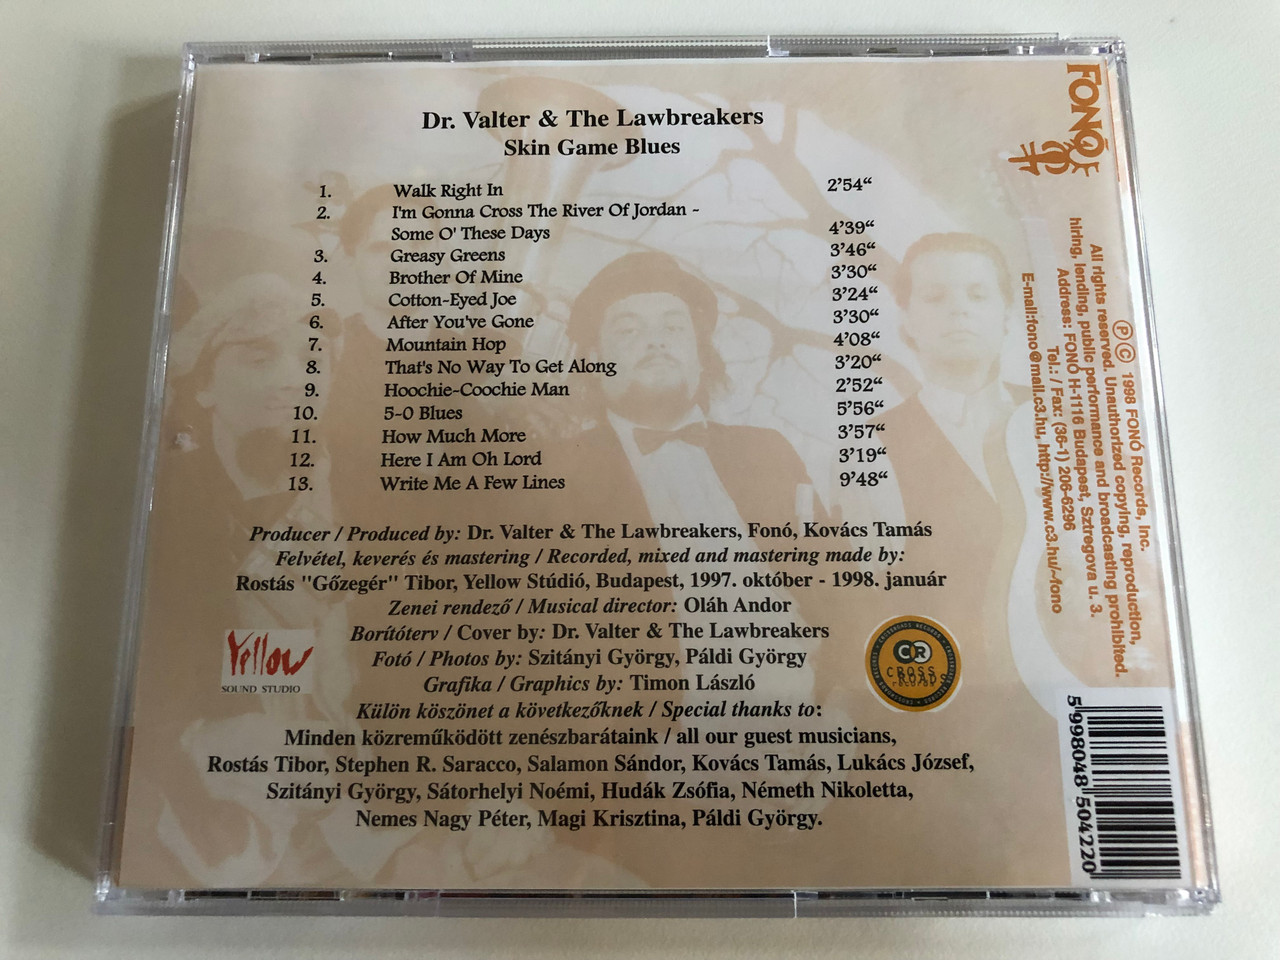 Dr. Valter & The Lawbreakers
Skin Game Blues
1. Walk Right In 2’54“
2. I'm Gonna Cross The River Of Jordan -
Some O' These Days 4’39“
3. Greasy Greens 3’46“
4. Brother Of Mine 3’30“
5. Cotton-Eyed Joe 3’24“
6. After You've Gone 3’30“
7. Mountain Hop 4’08“
8. That's No Way To Get Along 3’20“
9. Hoochie-Coochie Man 2’52“
10. 5-0 Blues 5’56“
11. How Much More 3’57“
12. Here I Am Oh Lord 3’19“
13. Write Me A Few Lines 9’48“
Producer / Produced by: Dr. Valter & The Lawbreakers, Fonó, Kovács Tamás
Felvétel, keverés és mastering / Recorded, mixed and mastering made by:
Rostás "Gőzegér" Tibor, Yellow Stúdió, Budapest, 1997. október - 1998. január
Zenei rendező / Musical director: Oláh Andor
Borítóterv / Cover by: Dr. Valter & The Lawbreakers
Fotó / Photos by: Szitányi György, Páldi György
Grafika / Graphics by: Timon László
Külön köszönet a következőknek / Special thanks to:
Minden közreműködött zenészbarátaink / all our guest musicians,
Rostás Tibor, Stephen R. Saracco, Salamon Sándor, Kovács Tamás, Lukács József,
Szitányi György, Sátorhelyi Noémi, Hudák Zsófia, Németh Nikoletta,
Nemes Nagy Péter, Magi Krisztina, Páldi György.
Yellow
SOUND STUDIO
CR
CROSS
ROADS
records
FONÓ
Ⓟ Ⓒ 1998 FONÓ Records, Inc.
All rights reserved. Unauthorized copying, reproduction,
hiring, lending, public performance and broadcasting prohibited.
Address: FONÓ H-1116 Budapest, Sztregova u. 3.
Tel.: / Fax: (36-1) 206-6296
E-mail:fono@mail.c3.hu, http://www.c3.hu/~fono
5 998048 504220